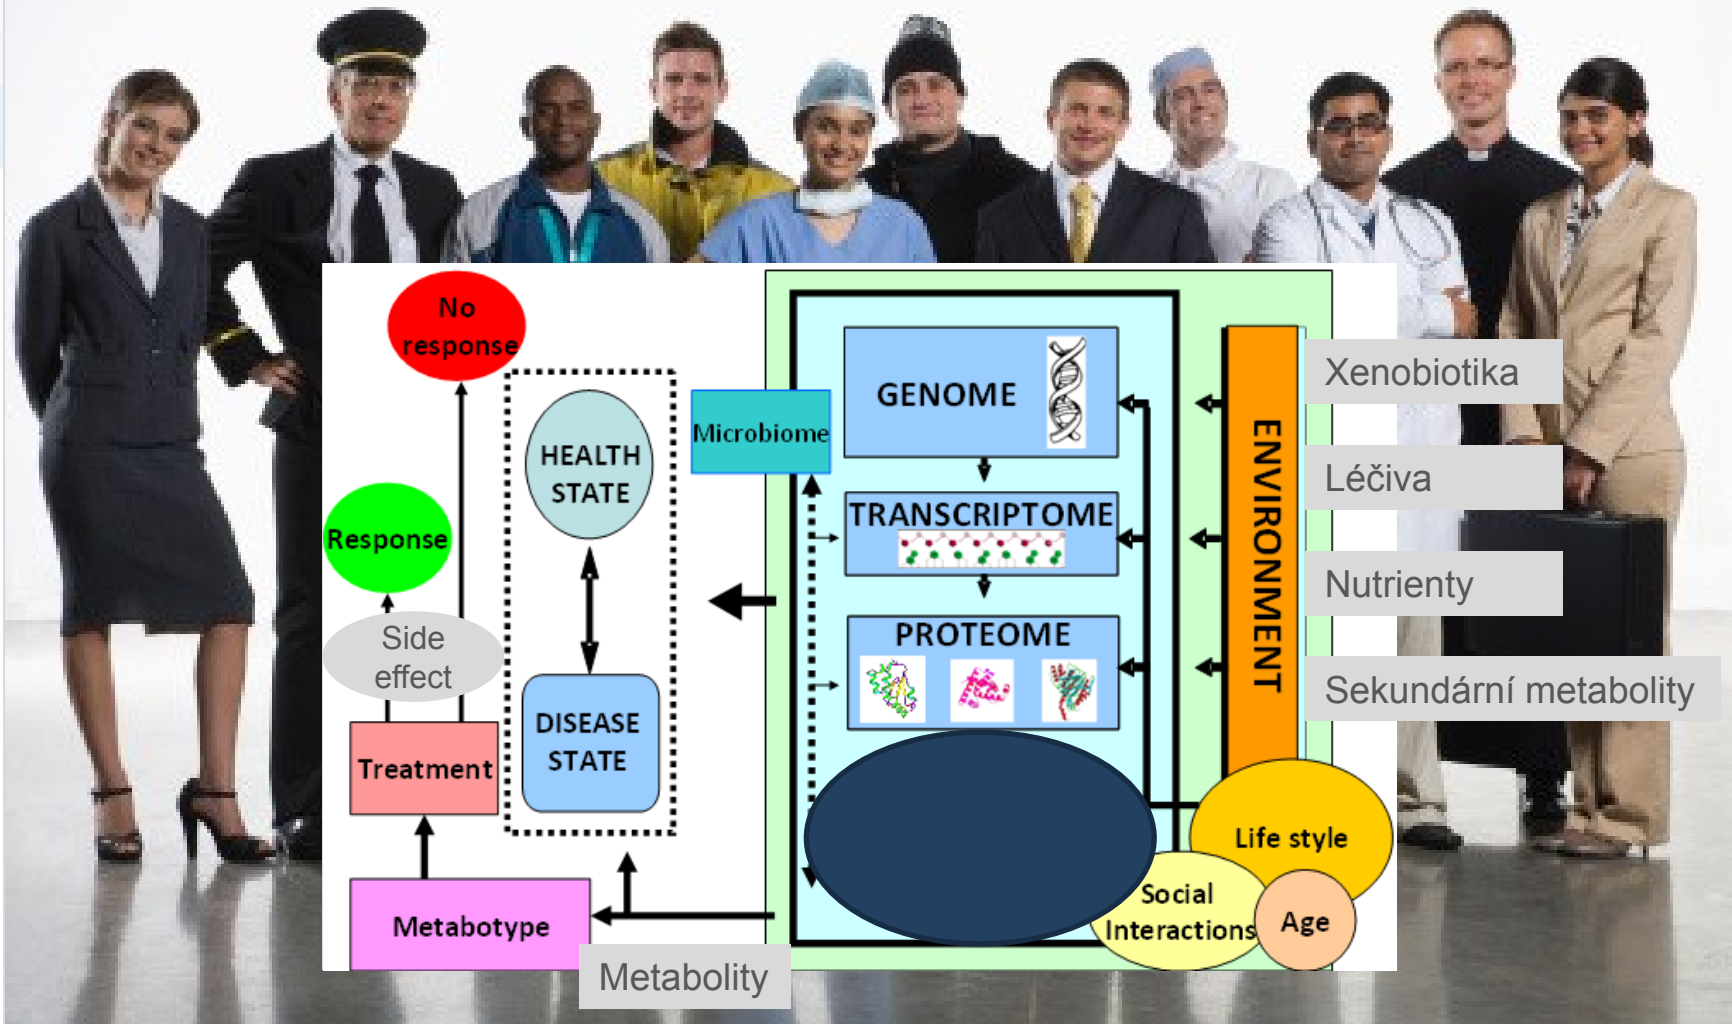 No
response
HEALTH
STATE
Response
Side
effect
DISEASE
STATE
Treatment
Metabotype
Metabolity
Microbiome
GENOME
TRANSCRIPTOME
PROTEOME
ENVIRONMENT
Xenobiotika
Léčiva
Nutrienty
Sekundární metabolity
Life style
Social
Interactions
Age